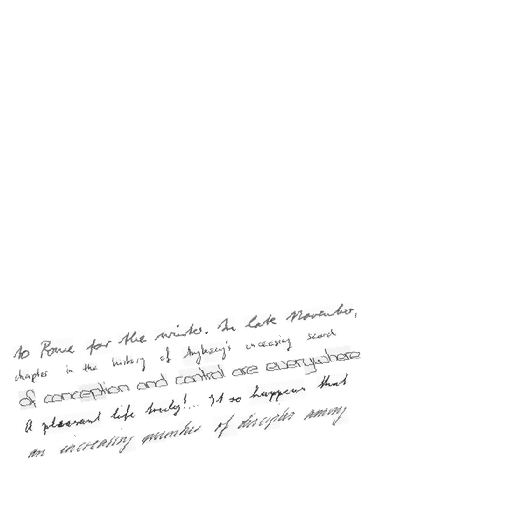 to Rome for the winter. In late November,
chapter in the history of Anglesey's increasing search
of conception and control are everywhere
A pleasant life truly!... It so happens that
an increasing number of disciples among